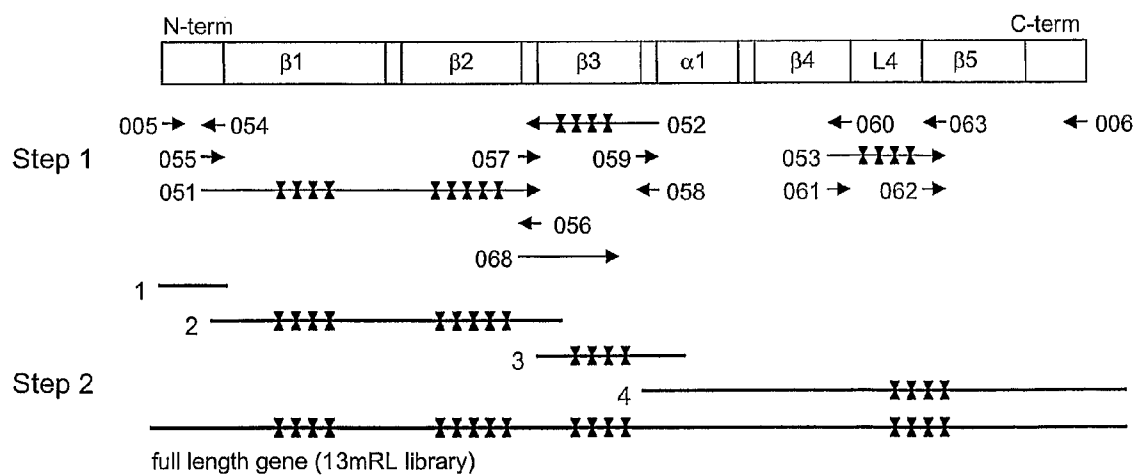 N-term C-term
β1 β2 β3 α1 β4 L4 β5
005 054 052 060 063 006
Step 1
055 057 059 053
051 058 061 062
056
068
1
2
3
Step 2
4
full length gene (13mRL library)